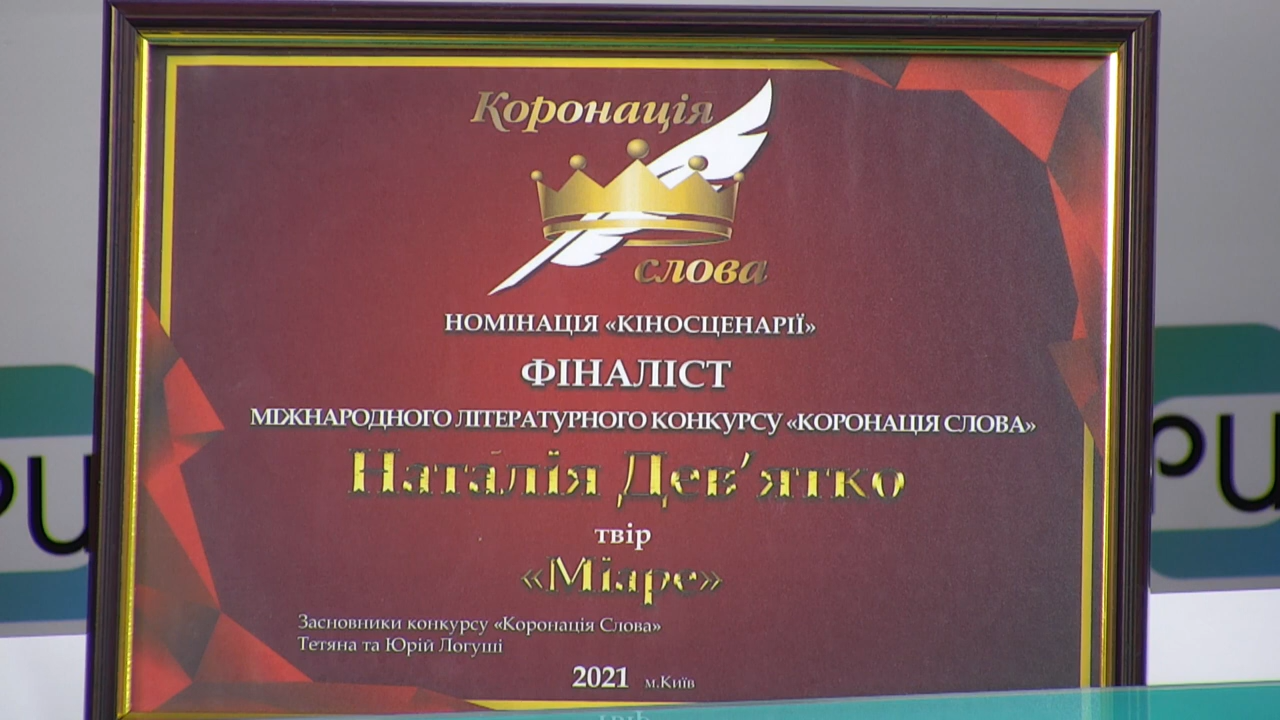 Коронація
слова
НОМІНАЦІЯ «КІНОСЦЕНАРІЇ»
ФІНАЛІСТ
МІЖНАРОДНОГО ЛІТЕРАТУРНОГО КОНКУРСУ «КОРОНАЦІЯ СЛОВА»
Наталія Дев’ятко
твір
«Міаре»
Засновники конкурсу «Коронація Слова»
Тетяна та Юрій Логуші
2021 м.Київ